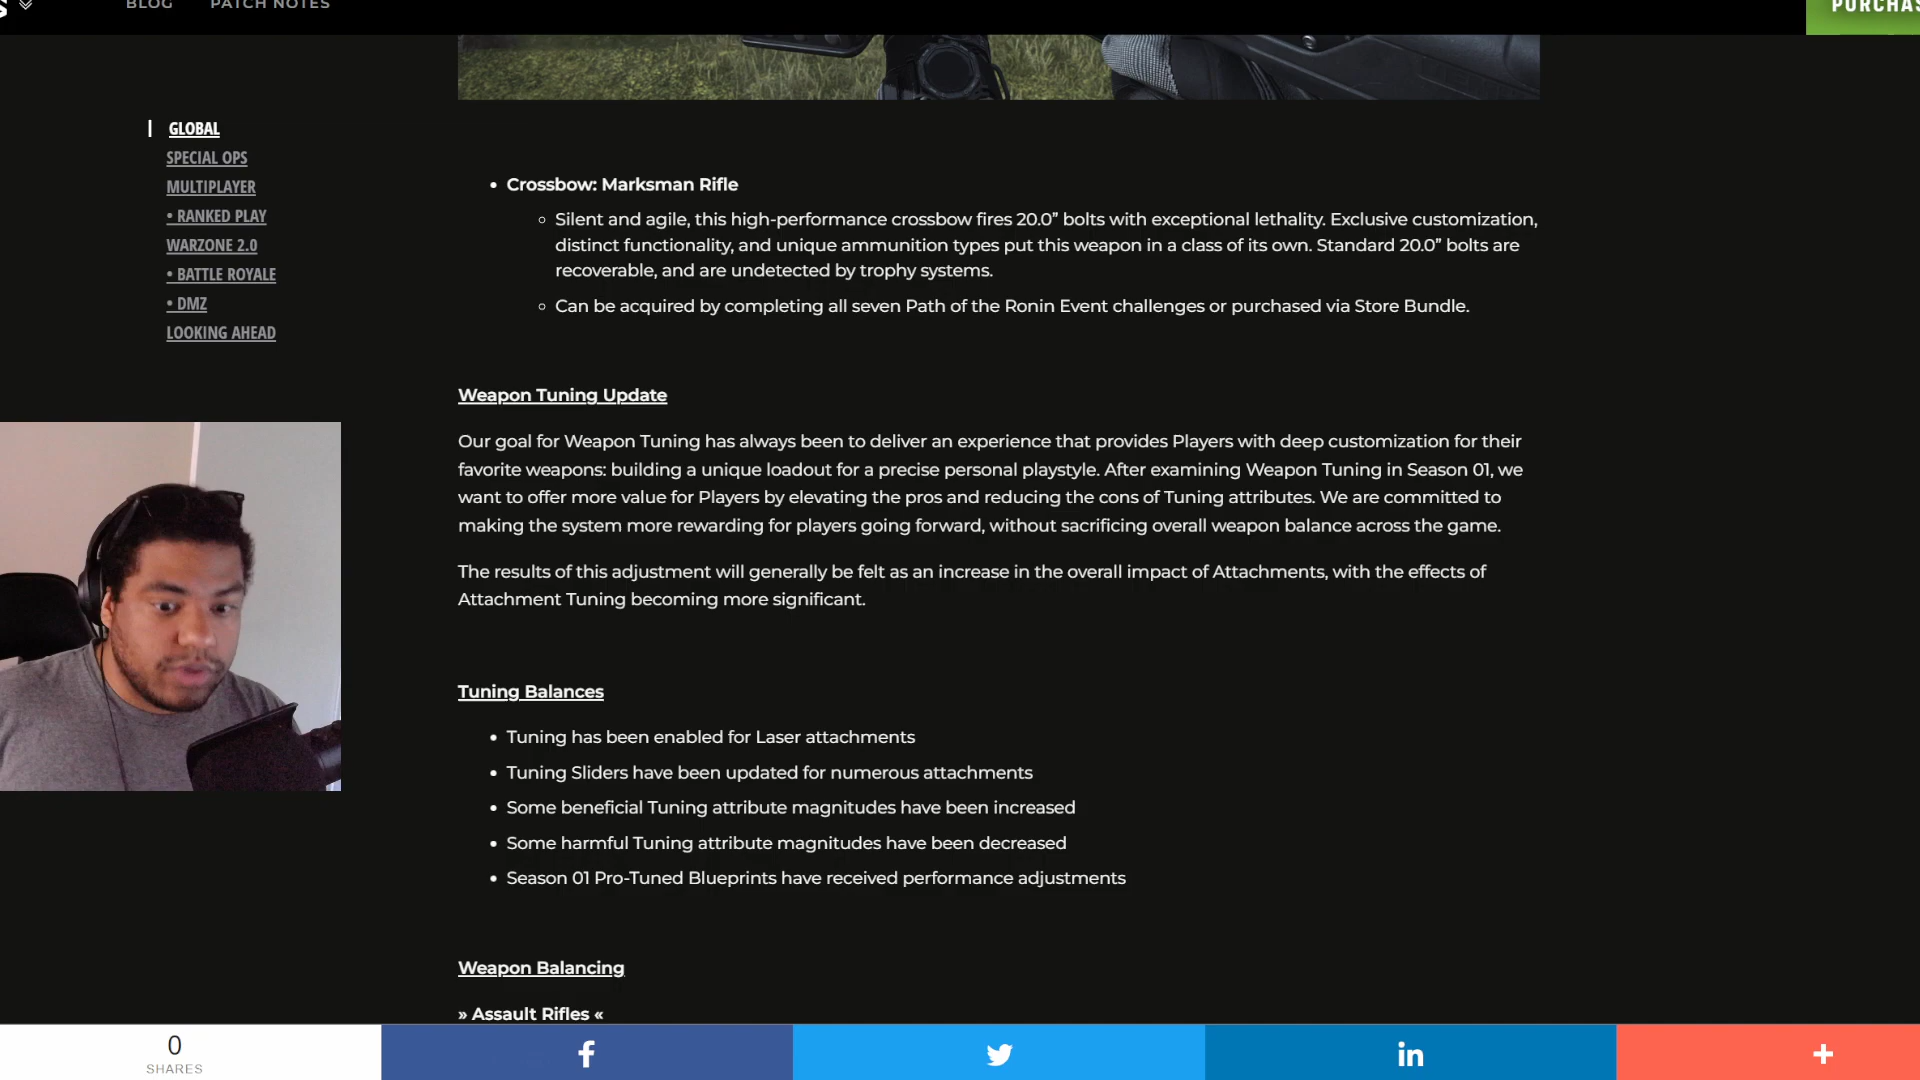 BLOG
PATCH NOTES
GLOBAL
SPECIAL OPS
MULTIPLAYER
• RANKED PLAY
WARZONE 2.0
• BATTLE ROYALE
• DMZ
LOOKING AHEAD
• Crossbow: Marksman Rifle
Silent and agile, this high-performance crossbow fires 20.0” bolts with exceptional lethality. Exclusive customization,
distinct functionality, and unique ammunition types put this weapon in a class of its own. Standard 20.0” bolts are
recoverable, and are undetected by trophy systems.
Can be acquired by completing all seven Path of the Ronin Event challenges or purchased via Store Bundle.
Weapon Tuning Update
Our goal for Weapon Tuning has always been to deliver an experience that provides Players with deep customization for their
favorite weapons: building a unique loadout for a precise personal playstyle. After examining Weapon Tuning in Season 01, we
want to offer more value for Players by elevating the pros and reducing the cons of Tuning attributes. We are committed to
making the system more rewarding for players going forward, without sacrificing overall weapon balance across the game.
The results of this adjustment will generally be felt as an increase in the overall impact of Attachments, with the effects of
Attachment Tuning becoming more significant.
Tuning Balances
• Tuning has been enabled for Laser attachments
• Tuning Sliders have been updated for numerous attachments
• Some beneficial Tuning attribute magnitudes have been increased
• Some harmful Tuning attribute magnitudes have been decreased
• Season 01 Pro-Tuned Blueprints have received performance adjustments
Weapon Balancing
» Assault Rifles «
0
SHARES